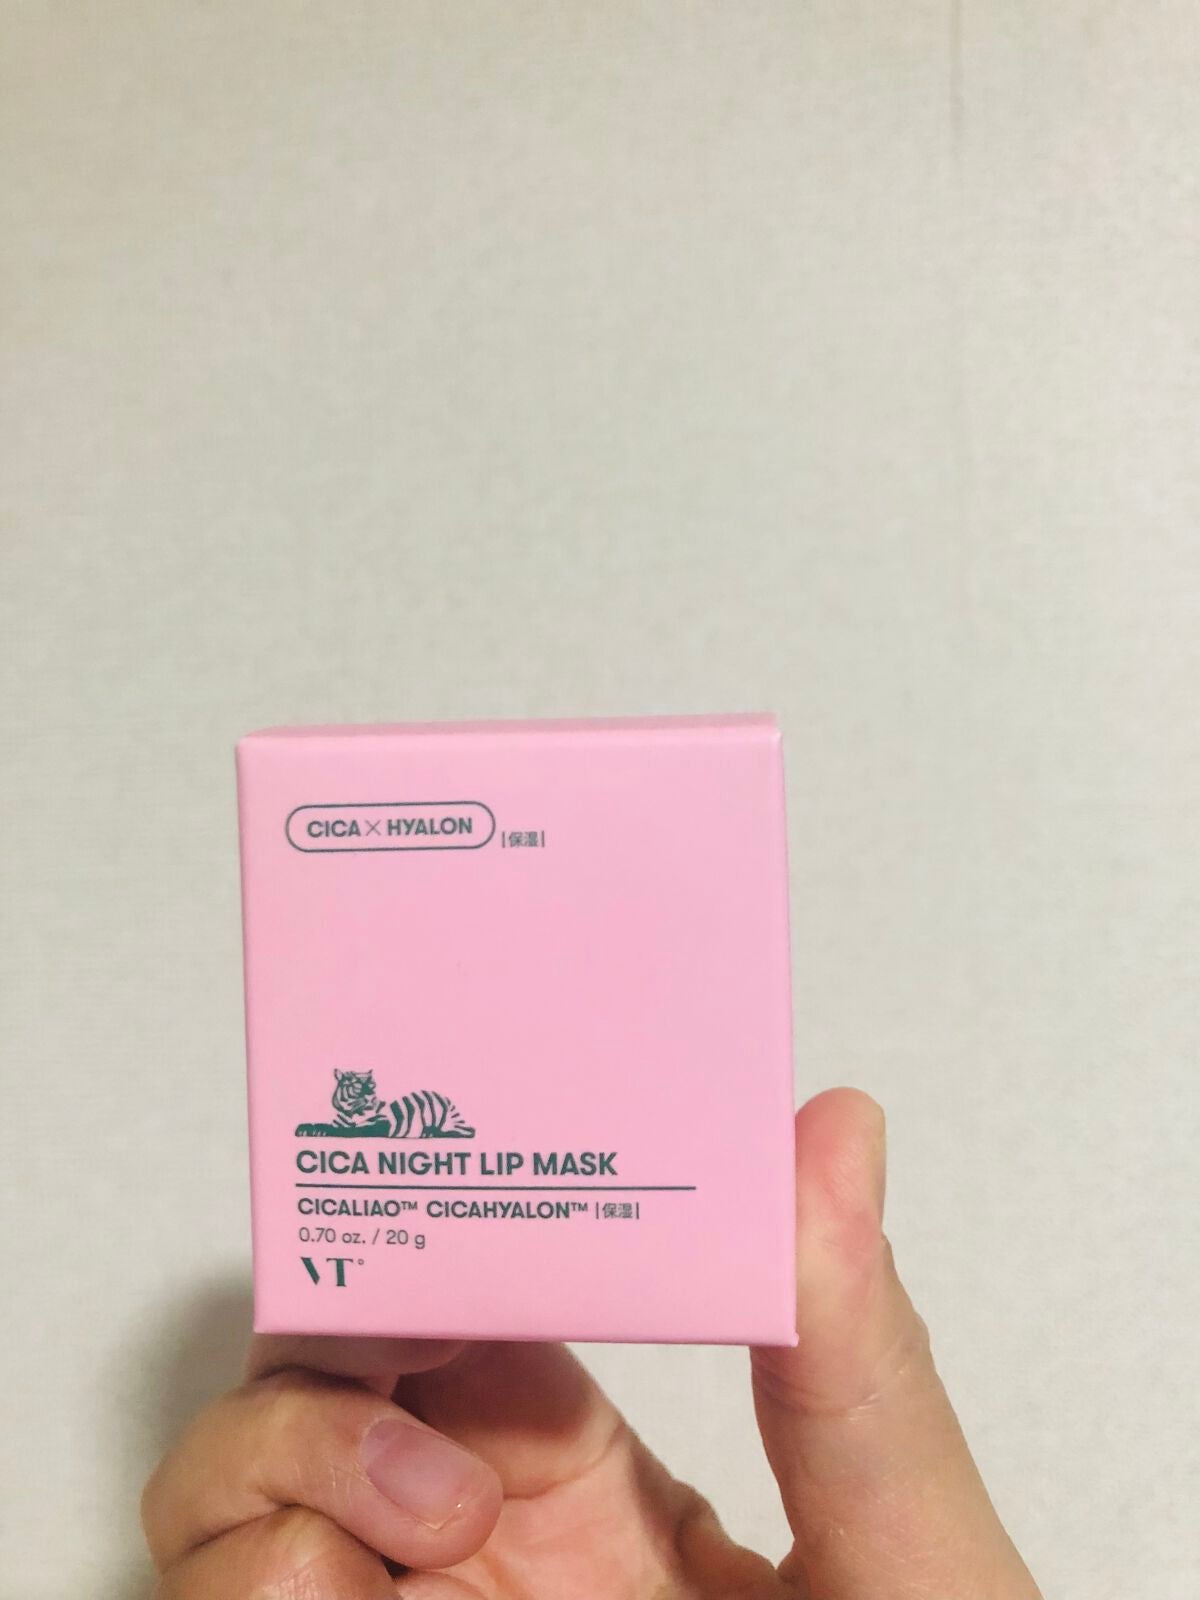 CICA×HYALON |保湿|
CICA NIGHT LIP MASK
CICALIAO™ CICAHYALON™ |保湿|
0.70 oz. / 20 g
VT°